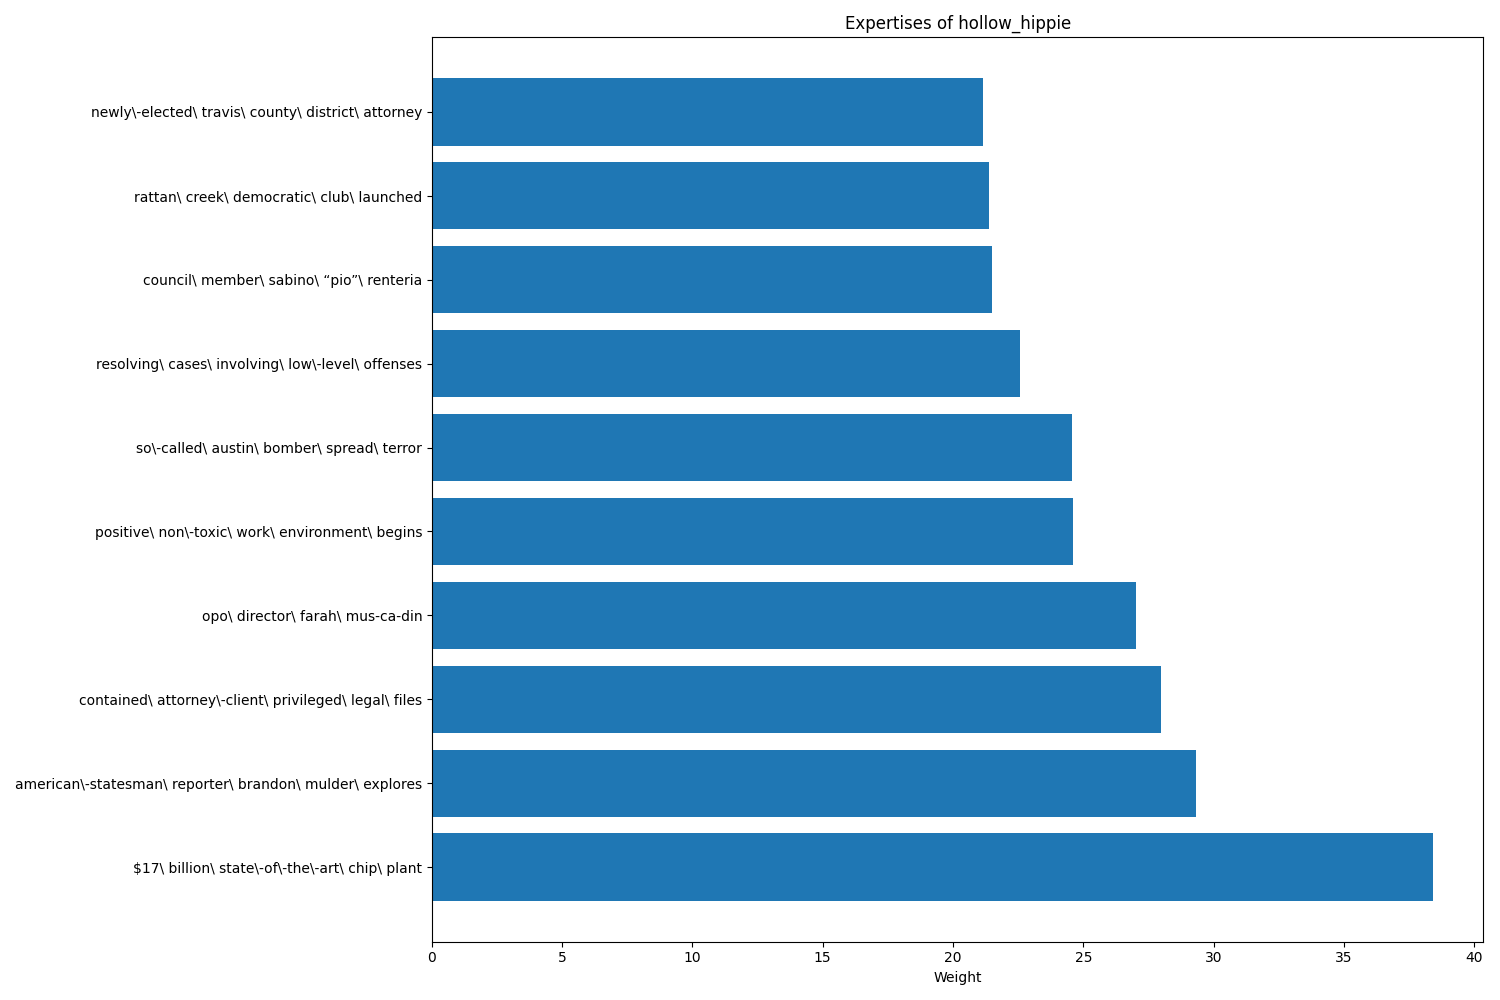 Expertises of hollow_hippie
newly\-elected\ travis\ county\ district\ attorney
rattan\ creek\ democratic\ club\ launched
council\ member\ sabino\ “pio”\ renteria
resolving\ cases\ involving\ low\-level\ offenses
so\-called\ austin\ bomber\ spread\ terror
positive\ non\-toxic\ work\ environment\ begins
opo\ director\ farah\ mus-ca-din
contained\ attorney\-client\ privileged\ legal\ files
american\-statesman\ reporter\ brandon\ mulder\ explores
$17\ billion\ state\-of\-the\-art\ chip\ plant
0 5 10 15 20 25 30 35 40
Weight